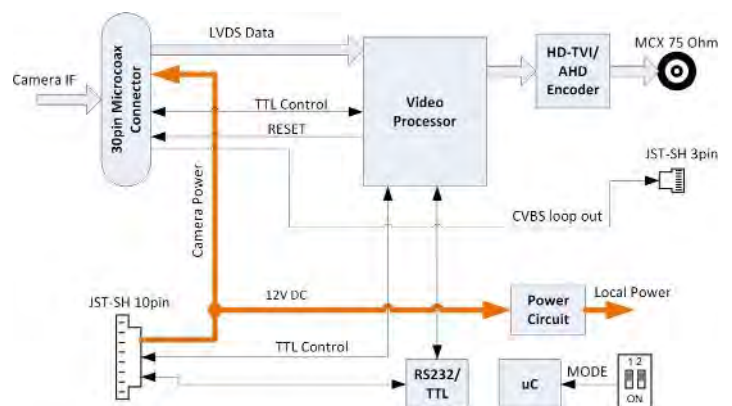 LVDS Data
HD-TVI/
AHD
Encoder
MCX 75 Ohm
Camera IF
30pin Microcoax
Connector
TTL Control
Video
Processor
RESET
JST-SH 3pin
Camera Power
CVBS loop out
JST-SH 10pin
12V DC
Power
Circuit
Local Power
TTL Control
RS232/
TTL
uC
MODE
1 2
ON